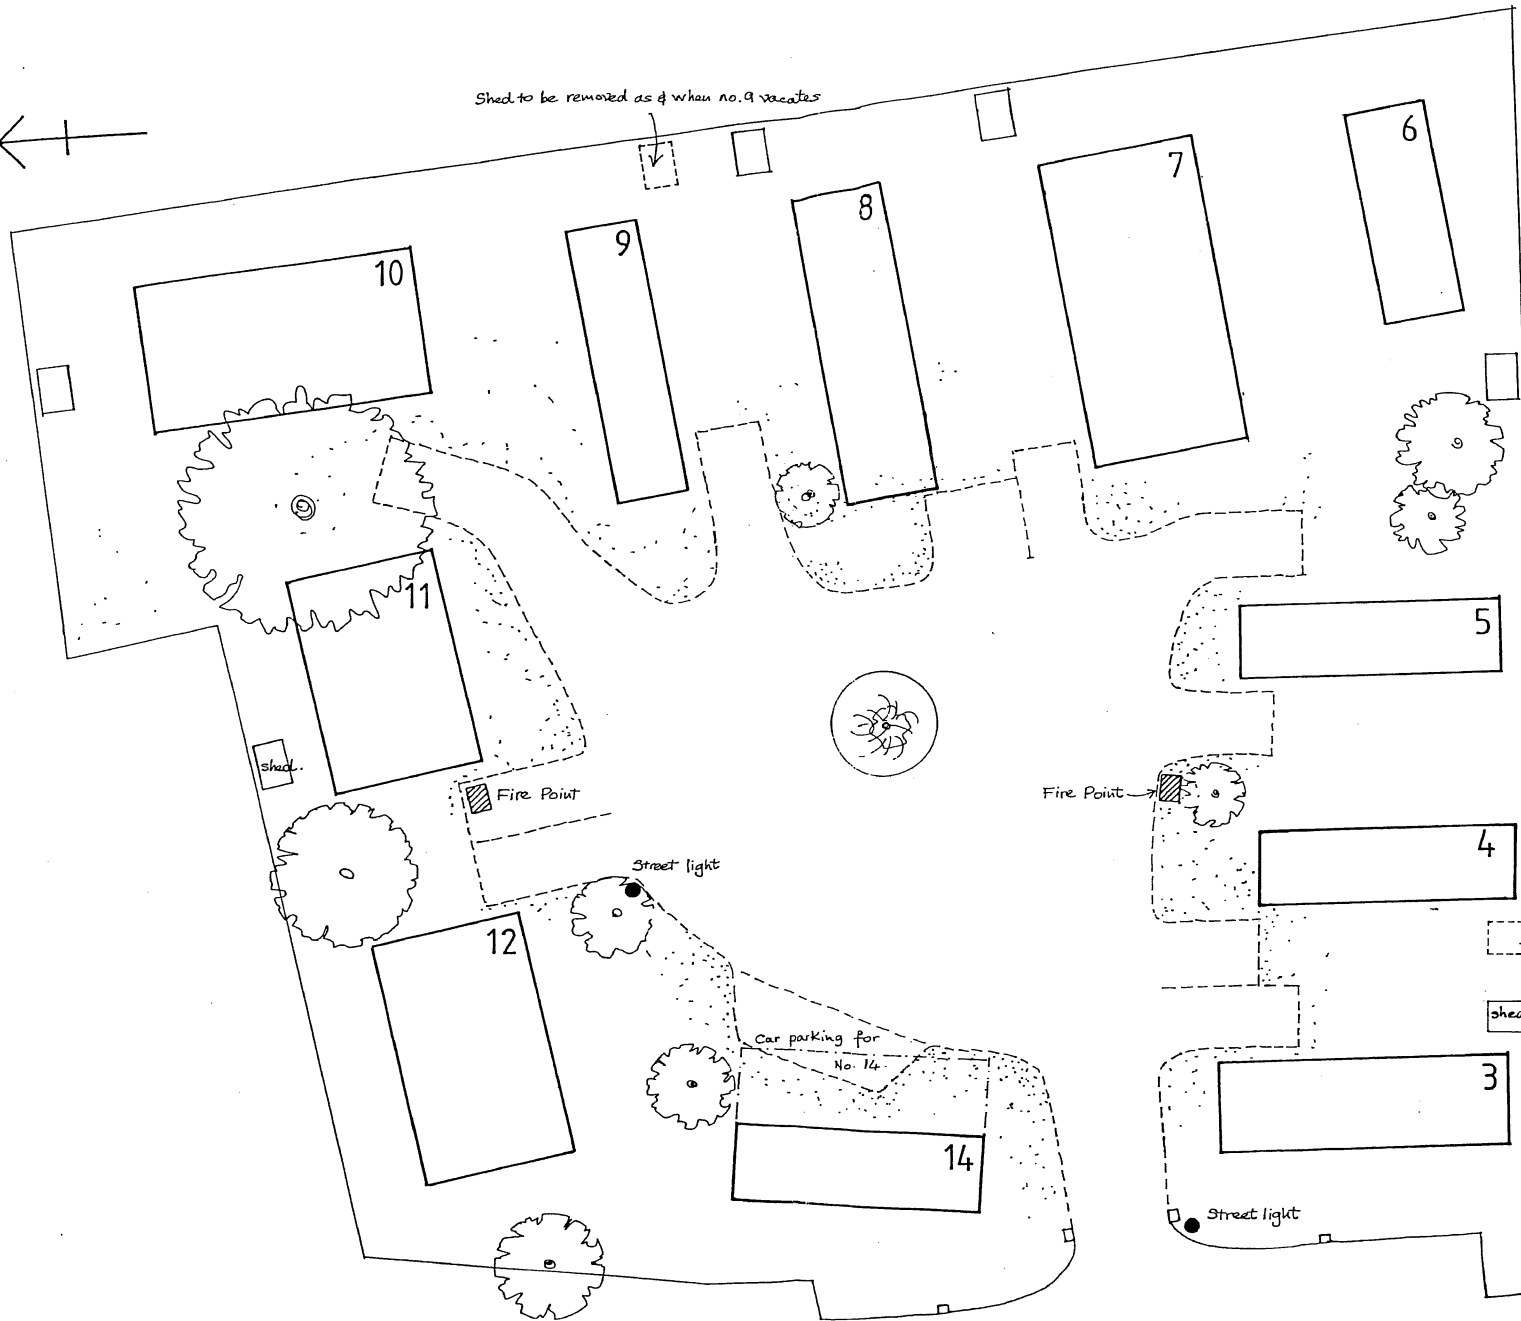 Shed to be removed as & when no. 9 vacates
6
7
8
9
10
11
5
shed.
Fire Point
Fire Point
4
Street light
12
shed
Car parking for
No. 14.
3
14
Street light